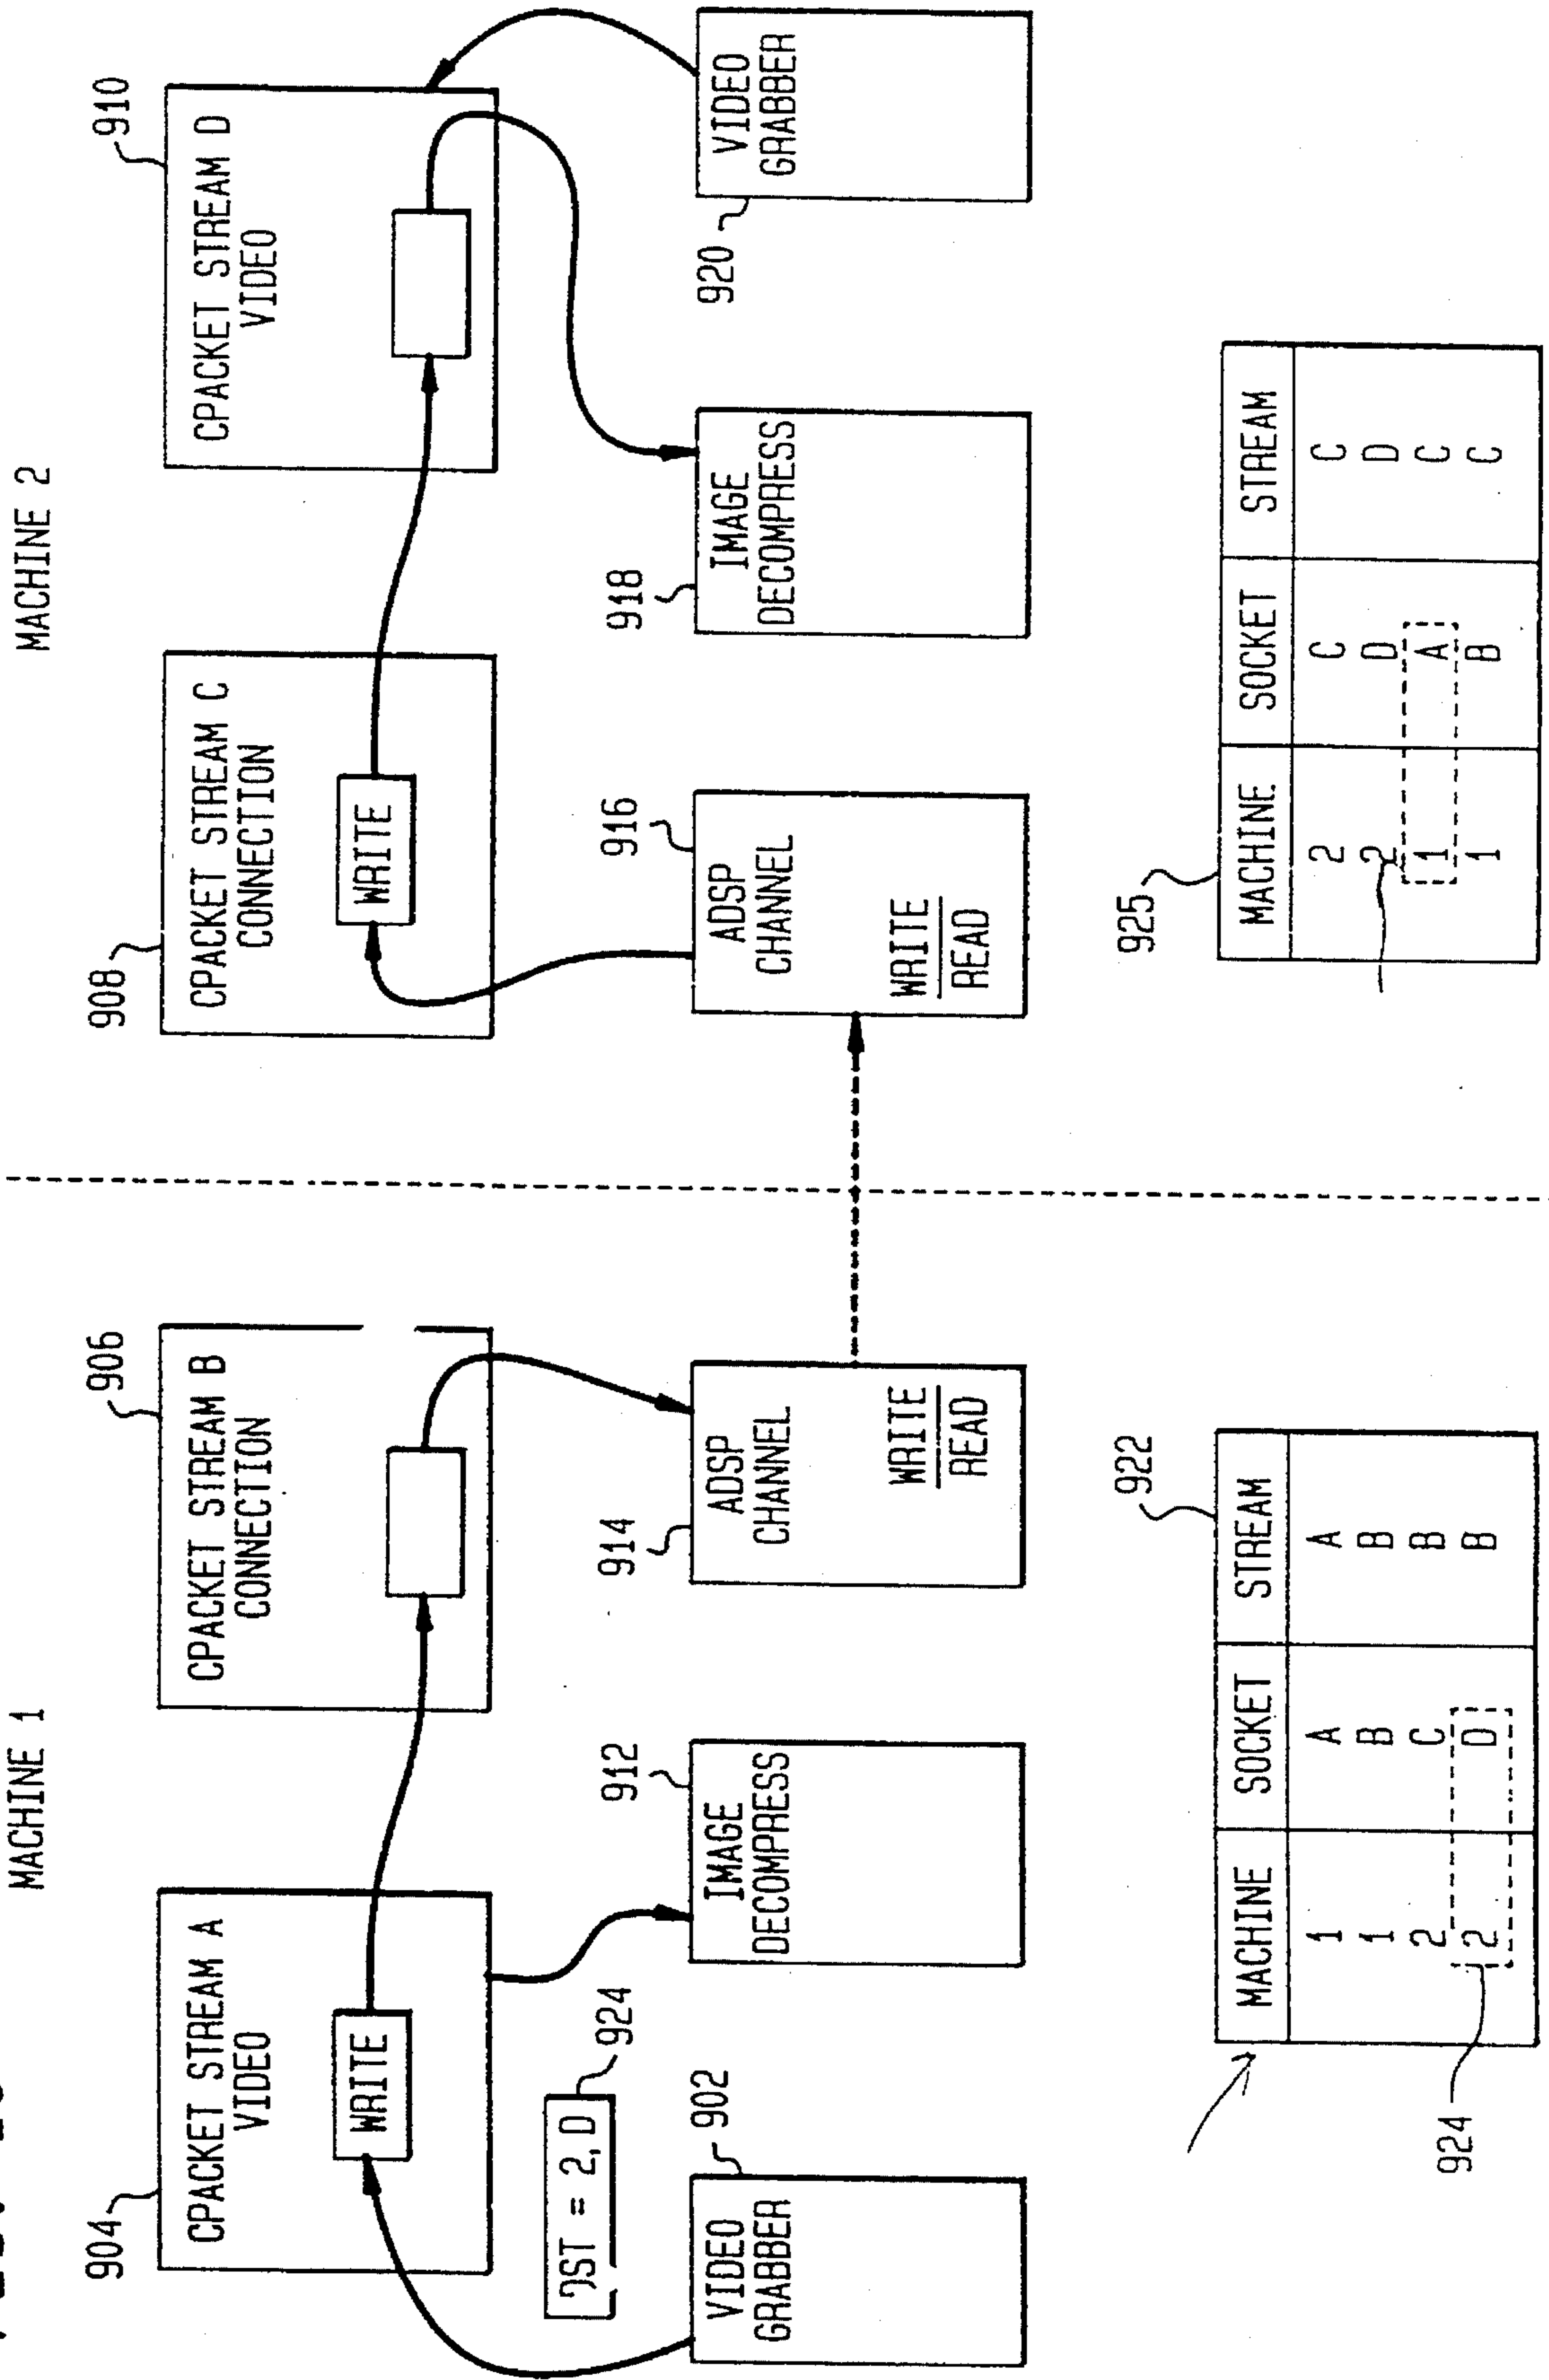 MACHINE 1
MACHINE 2
904
CPACKET STREAM A
VIDEO
WRITE
906
CPACKET STREAM B
CONNECTION
908
CPACKET STREAM C
CONNECTION
WRITE
910
CPACKET STREAM D
VIDEO
DST = 2, D
924
902
VIDEO
GRABBER
912
IMAGE
DECOMPRESS
914
ADSP
CHANNEL
WRITE
READ
916
ADSP
CHANNEL
WRITE
READ
918
IMAGE
DECOMPRESS
920
VIDEO
GRABBER
922
MACHINE SOCKET STREAM
1 A A
1 B B
2 C B
2 D B
924
925
MACHINE SOCKET STREAM
2 C C
2 D D
1 A C
1 B C